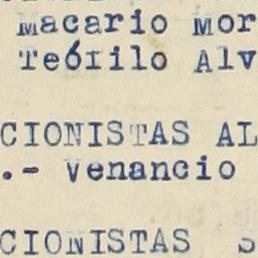 Macario Mor
Teófilo Alv
CIONISTAS AL
.- Venancio
CIONISTAS S